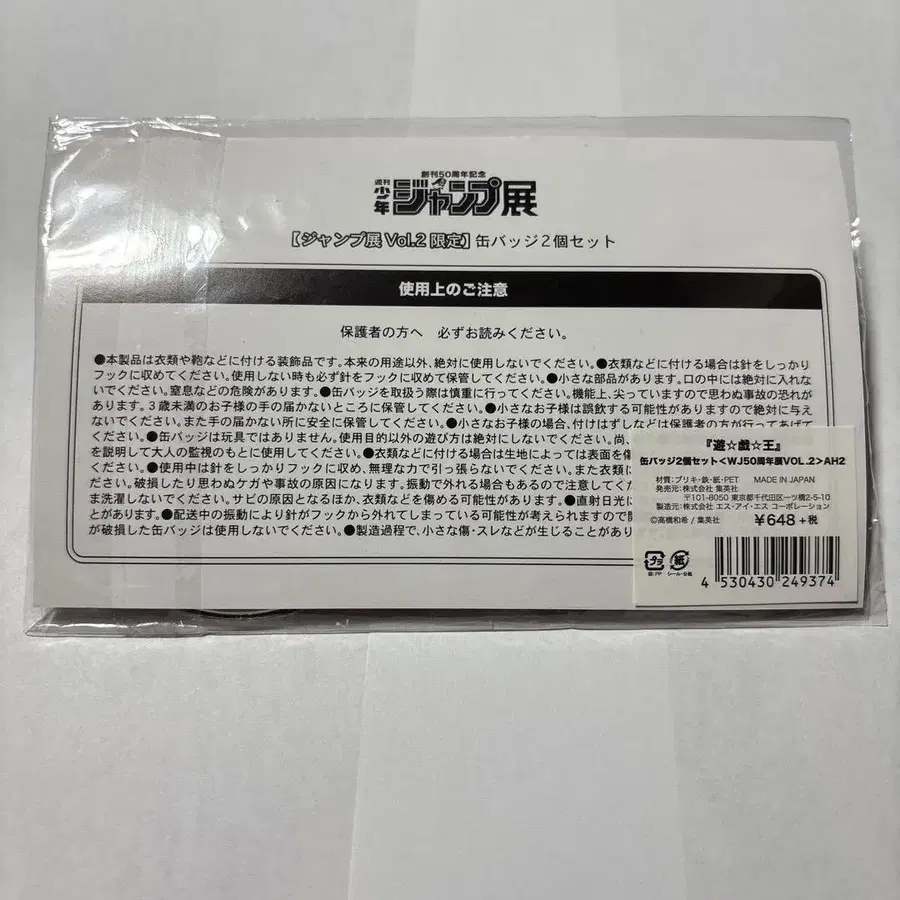 創刊50周年記念
週刊少年ジャンプ展
【ジャンプ展 Vol.2 限定】缶バッジ2個セット
使用上のご注意
保護者の方へ 必ずお読みください。
●本製品は衣類や鞄などに付ける装飾品です。本来の用途以外、絶対に使用しないでください。●衣類などに付ける場合は針をしっかり
フックに収めてください。使用しない時も必ず針をフックに収めて保管してください。●小さな部品があります。口の中には絶対に入れな
いでください。窒息などの危険があります。●缶バッジを取扱う際は慎重に行ってください。機能上、尖っていますので思わぬ事故の恐れが
あります。3歳未満のお子様の手の届かないところに保管してください。●小さなお子様は誤飲する可能性がありますので絶対に与え
ないでください。また手の届かない所に安全に保管してください。●小さなお子様の場合、付けはずしなどは保護者の方が行ってあげて
ください。●缶バッジは玩具ではありません。使用目的以外の遊び方は絶対にしないでください。尚、
を説明して大人の監視のもとに使用してください。●衣類などに付ける場合は生地によっては表面を傷
い。●使用中は針をしっかりフックに収め、無理な力で引っ張らないでください。また衣類に
ださい。破損したり思わぬケガや事故の原因になります。振動で外れる場合もあるので注意してくだ
ま洗濯しないでください。サビの原因となるほか、衣類などを傷める可能性があります。●直射日光に
とがあります。●配送中の振動により針がフックから外れてしまっている可能性が考えられますので
が破損した缶バッジは使用しないでください。●製造過程で、小さな傷・スレなどが生じることがあり
『遊☆戯☆王』
缶バッジ2個セット<WJ50周年展VOL.2>AH2
材質:ブリキ・鉄・紙・PET MADE IN JAPAN
発売元:株式会社 集英社
〒101-8050 東京都千代田区一ツ橋2-5-10
製造元:株式会社 エス・アイ・エス コーポレーション
©高橋和希/集英社 ¥648+税
プラ 紙
袋:PP シール・台紙
4 530430 249374